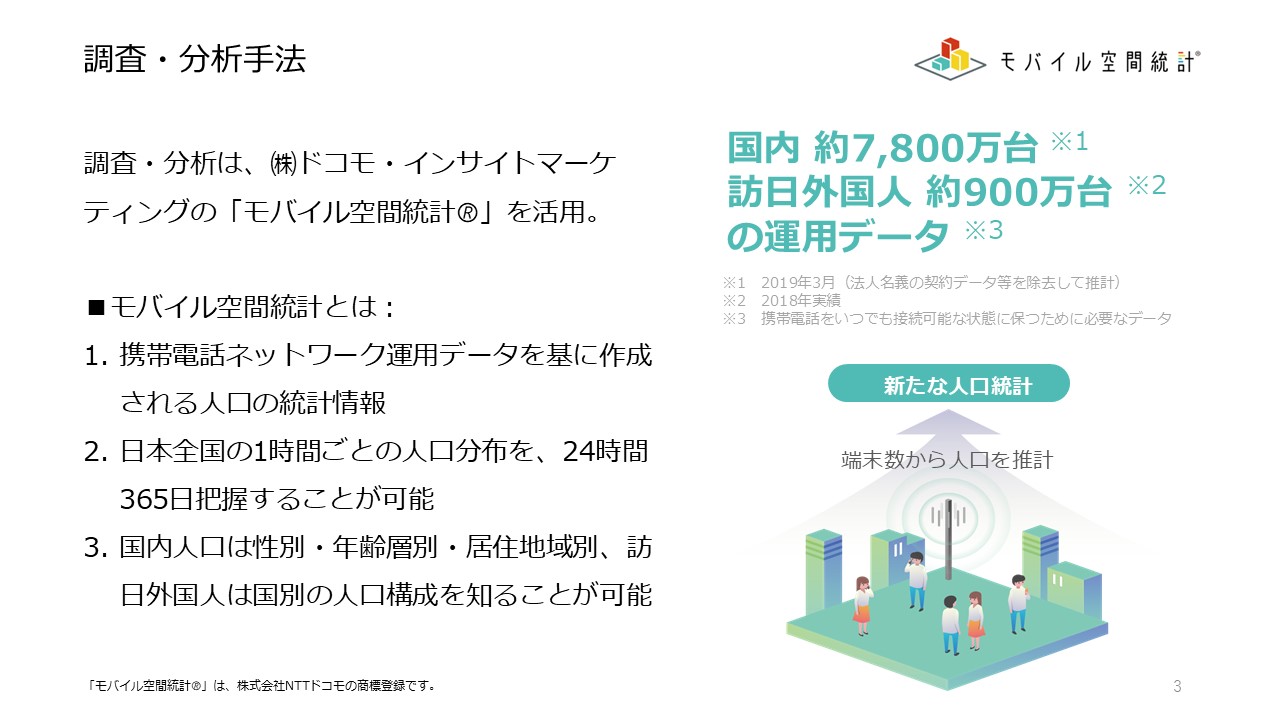 調査・分析手法
モバイル空間統計®
調査・分析は、㈱ドコモ・インサイトマーケ
ティングの「モバイル空間統計®」を活用。
■モバイル空間統計とは：
1. 携帯電話ネットワーク運用データを基に作成
される人口の統計情報
2. 日本全国の1時間ごとの人口分布を、24時間
365日把握することが可能
3. 国内人口は性別・年齢層別・居住地域別、訪
日外国人は国別の人口構成を知ることが可能
国内 約7,800万台 ※1
訪日外国人 約900万台 ※2
の運用データ ※3
※1　2019年3月（法人名義の契約データ等を除去して推計）
※2　2018年実績
※3　携帯電話をいつでも接続可能な状態に保つために必要なデータ
新たな人口統計
端末数から人口を推計
「モバイル空間統計®」は、株式会社NTTドコモの商標登録です。
3